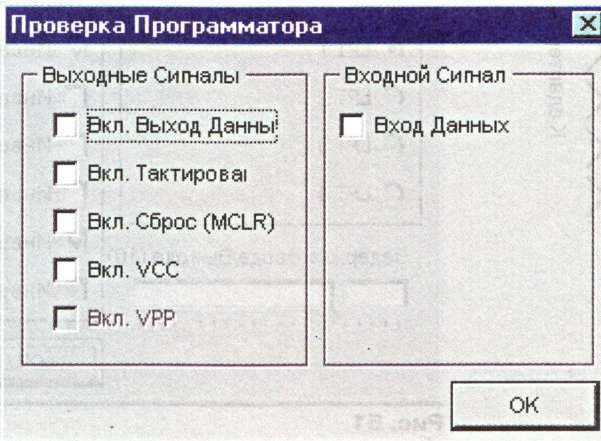 Проверка Программатора
Выходные Сигналы
Вкл. Выход Данны
Вкл. Тактирова
Вкл. Сброс (MCLR)
Вкл. VCC
Вкл. VPP
Входной Сигнал
Вход Данных
OK